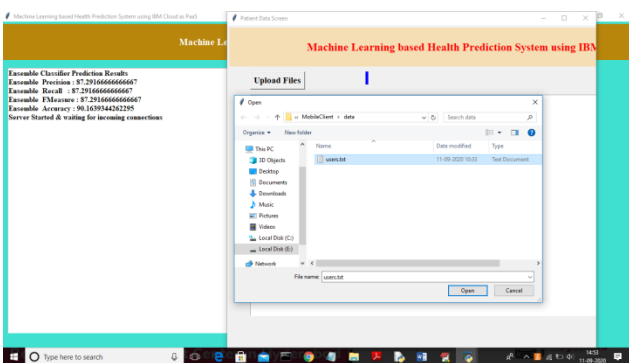 Machine Learning based Health Prediction System using IBM Cloud as PaaS
Patient Data Screen
Machine Le
Machine Learning based Health Prediction System using IBM
Ensemble Classifier Prediction Results
Ensemble Precision : 87.29166666666667
Ensemble Recall : 87.29166666666667
Ensemble FMeasure : 87.29166666666667
Ensemble Accuracy : 90.1639344262295
Server Started & waiting for incoming connections
Upload Files
Open
MobileClient › data
Search data
Organize
New folder
Name
Date modified
Type
This PC
3D Objects
Desktop
Documents
Downloads
Music
Pictures
Videos
Local Disk (C:)
Local Disk (E:)
Network
users.txt
11-09-2020 10:33
Text Document
File name:
users.txt
Open
Cancel
Type here to search
14:53
11-09-2020